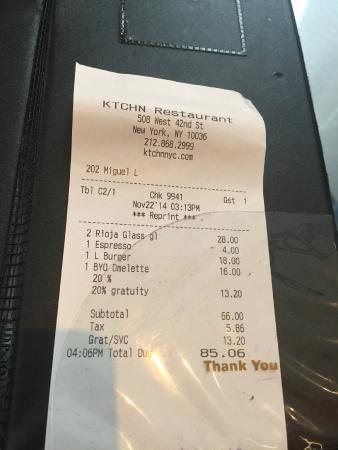 KTCHN Restaurant
508 West 42nd St
New York, NY 10036
212.868.2999
ktchnnyc.com
202 Miguel L
Tbl C2/1 Chk 9941 Gst 1
Nov22'14 03:13PM
*** Reprint ***
2 Rioja Glass gl 28.00
1 Espresso 4.00
1 L Burger 18.00
1 BYO Omelette 16.00
20 %
20% gratuity 13.20
Subtotal 66.00
Tax 5.86
Grat/SVC 13.20
04:06PM Total Due 85.06
Thank You